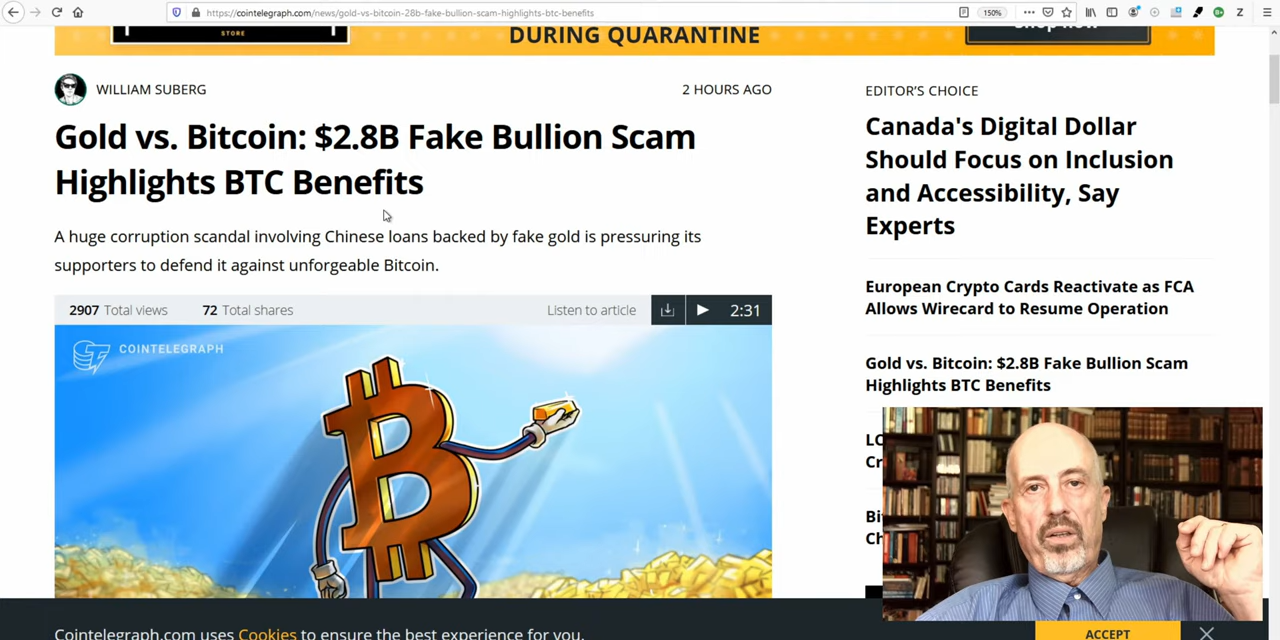 https://cointelegraph.com/news/gold-vs-bitcoin-28b-fake-bullion-scam-highlights-btc-benefits
150%
STORE
DURING QUARANTINE
Shop now
WILLIAM SUBERG
2 HOURS AGO
Gold vs. Bitcoin: $2.8B Fake Bullion Scam
Highlights BTC Benefits
A huge corruption scandal involving Chinese loans backed by fake gold is pressuring its
supporters to defend it against unforgeable Bitcoin.
2907 Total views
72 Total shares
Listen to article
2:31
COINTELEGRAPH
EDITOR'S CHOICE
Canada's Digital Dollar
Should Focus on Inclusion
and Accessibility, Say
Experts
European Crypto Cards Reactivate as FCA
Allows Wirecard to Resume Operation
Gold vs. Bitcoin: $2.8B Fake Bullion Scam
Highlights BTC Benefits
Cointelegraph.com uses Cookies to ensure the best experience for you.
ACCEPT